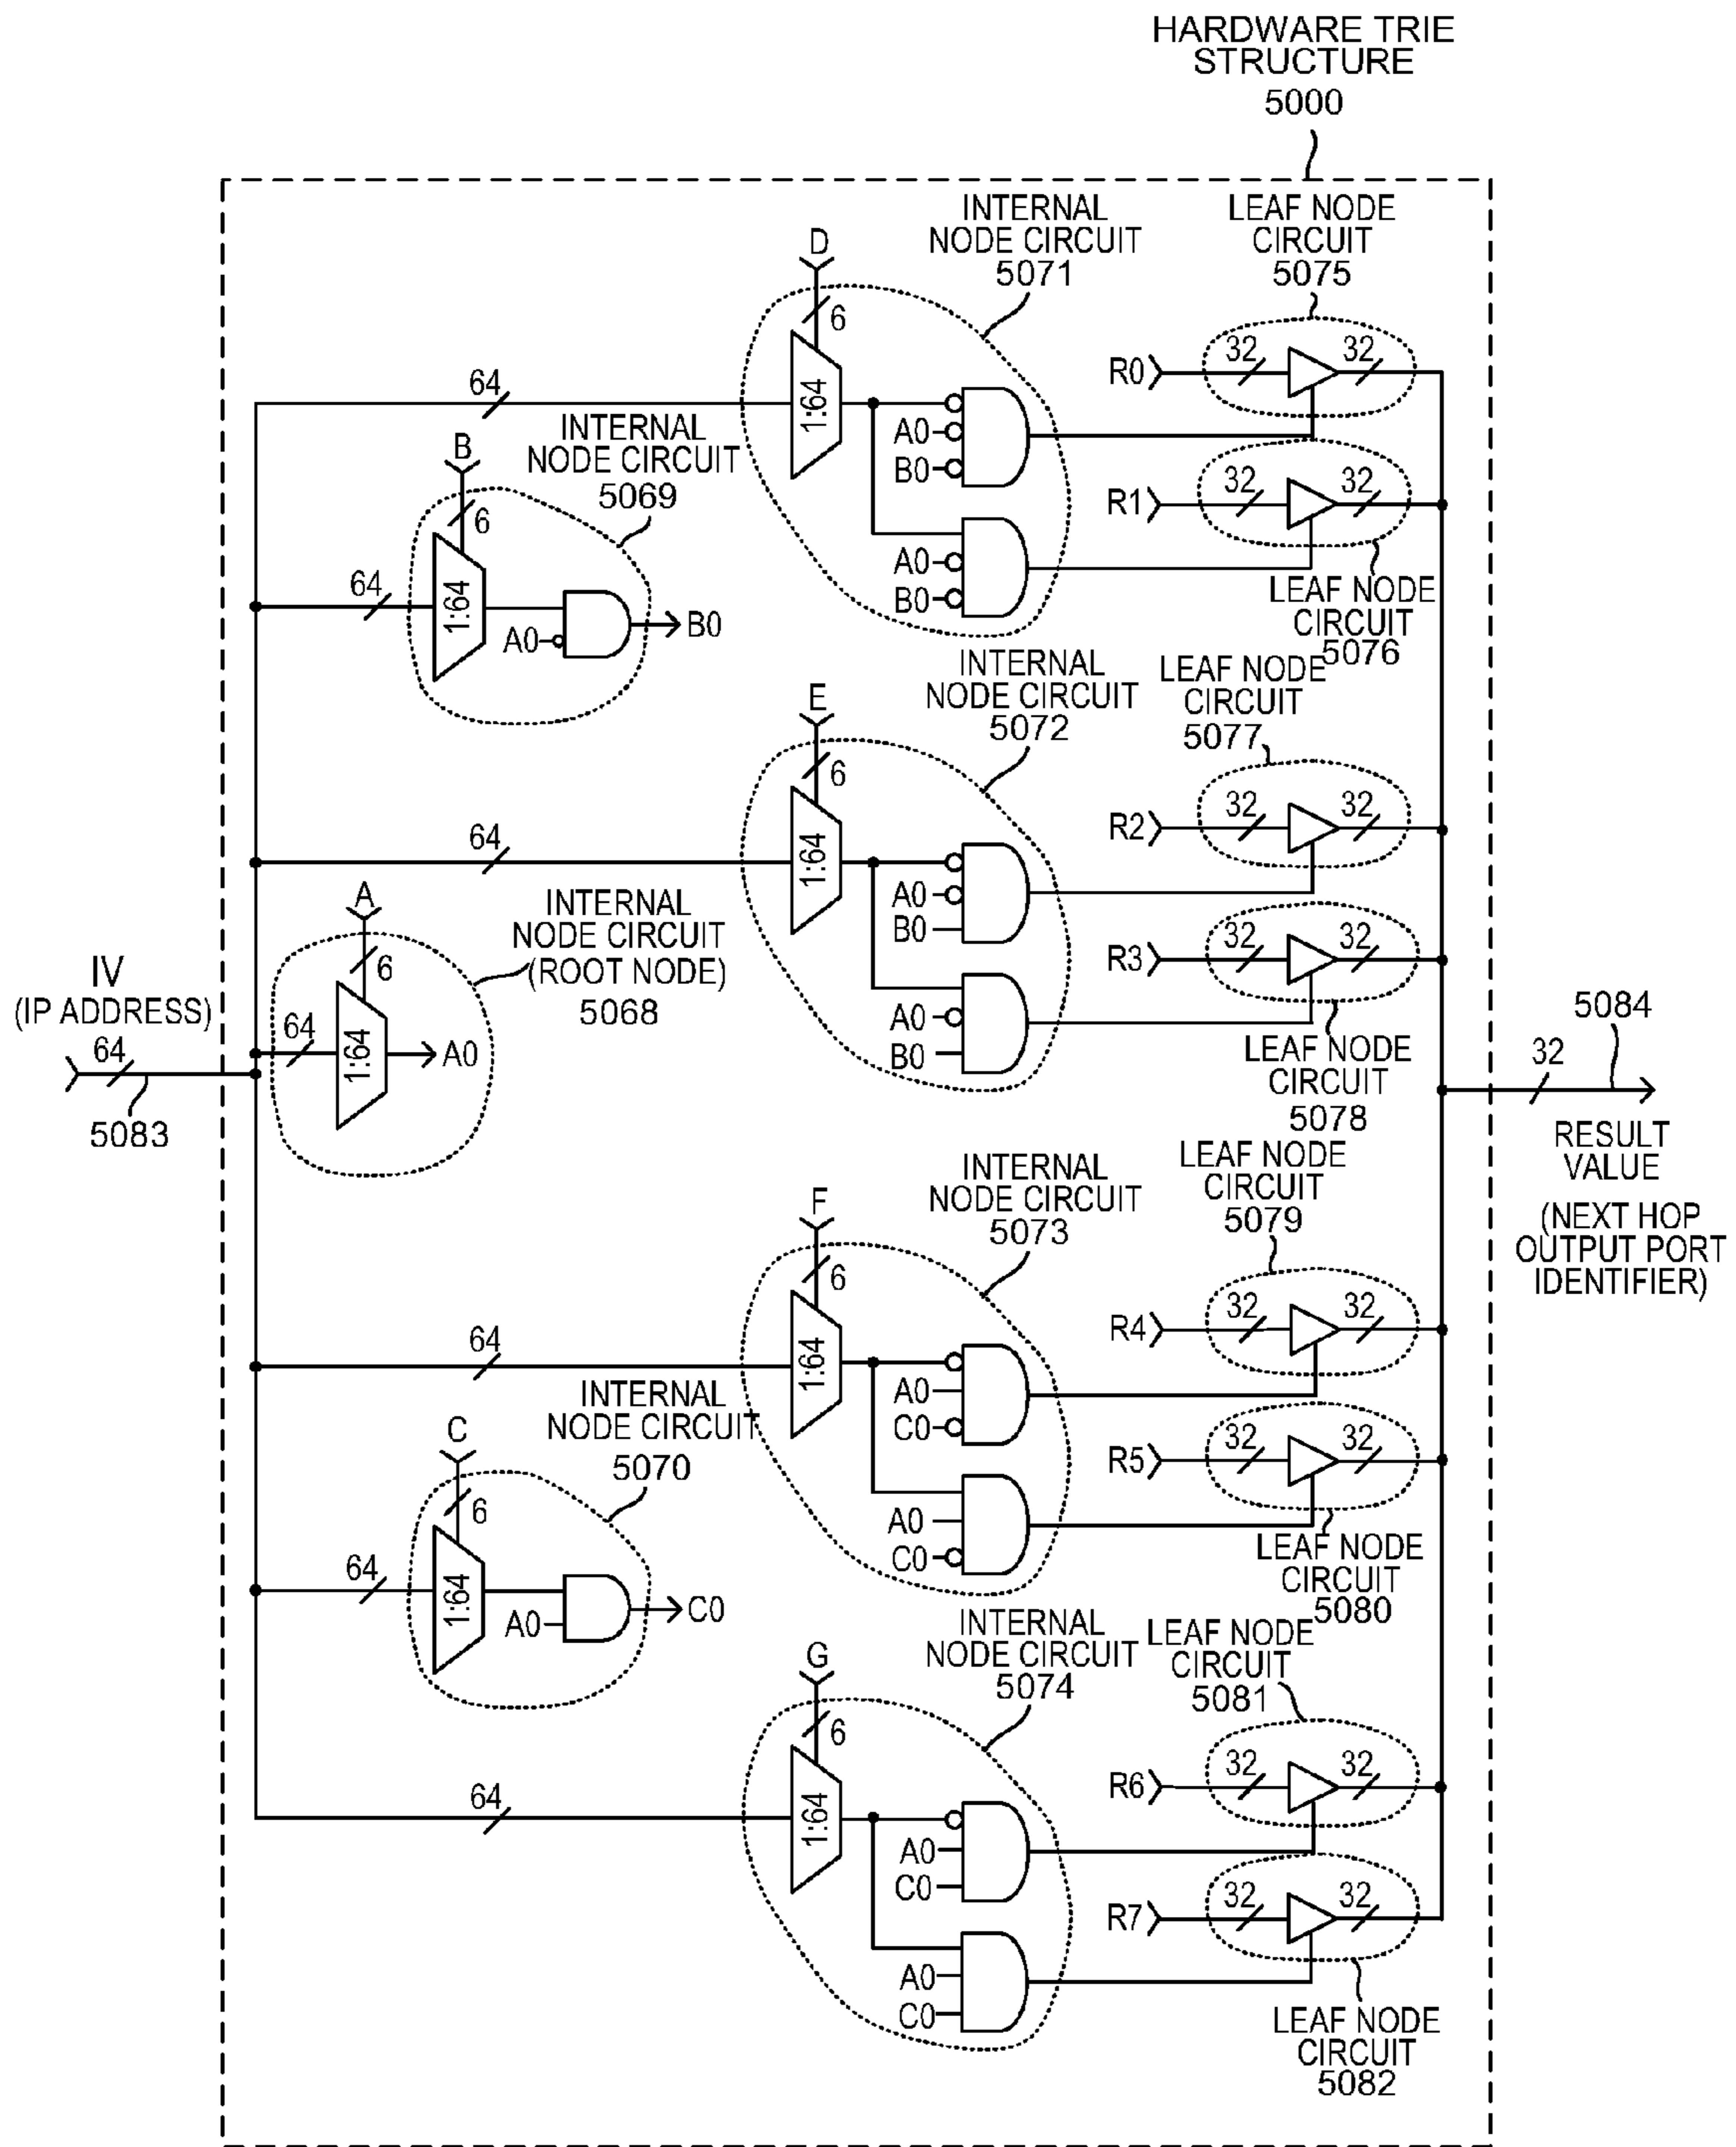 HARDWARE TRIE
STRUCTURE
5000
INTERNAL
NODE CIRCUIT
5071
LEAF NODE
CIRCUIT
5075
D
6
1:64
64
A0
B0
A0
B0
R0
32
32
R1
32
32
LEAF NODE
CIRCUIT
5076
INTERNAL
NODE CIRCUIT
5069
B
6
64
1:64
A0
B0
INTERNAL
NODE CIRCUIT
5072
LEAF NODE
CIRCUIT
5077
E
6
1:64
64
A0
B0
A0
B0
R2
32
32
R3
32
32
LEAF NODE
CIRCUIT
5078
INTERNAL
NODE CIRCUIT
(ROOT NODE)
5068
A
6
64
1:64
A0
IV
(IP ADDRESS)
64
5083
5084
32
RESULT
VALUE
(NEXT HOP
OUTPUT PORT
IDENTIFIER)
INTERNAL
NODE CIRCUIT
5073
LEAF NODE
CIRCUIT
5079
F
6
1:64
64
A0
C0
A0
C0
R4
32
32
R5
32
32
LEAF NODE
CIRCUIT
5080
INTERNAL
NODE CIRCUIT
5070
C
6
64
1:64
A0
C0
INTERNAL
NODE CIRCUIT
5074
LEAF NODE
CIRCUIT
5081
G
6
1:64
64
A0
C0
A0
C0
R6
32
32
R7
32
32
LEAF NODE
CIRCUIT
5082